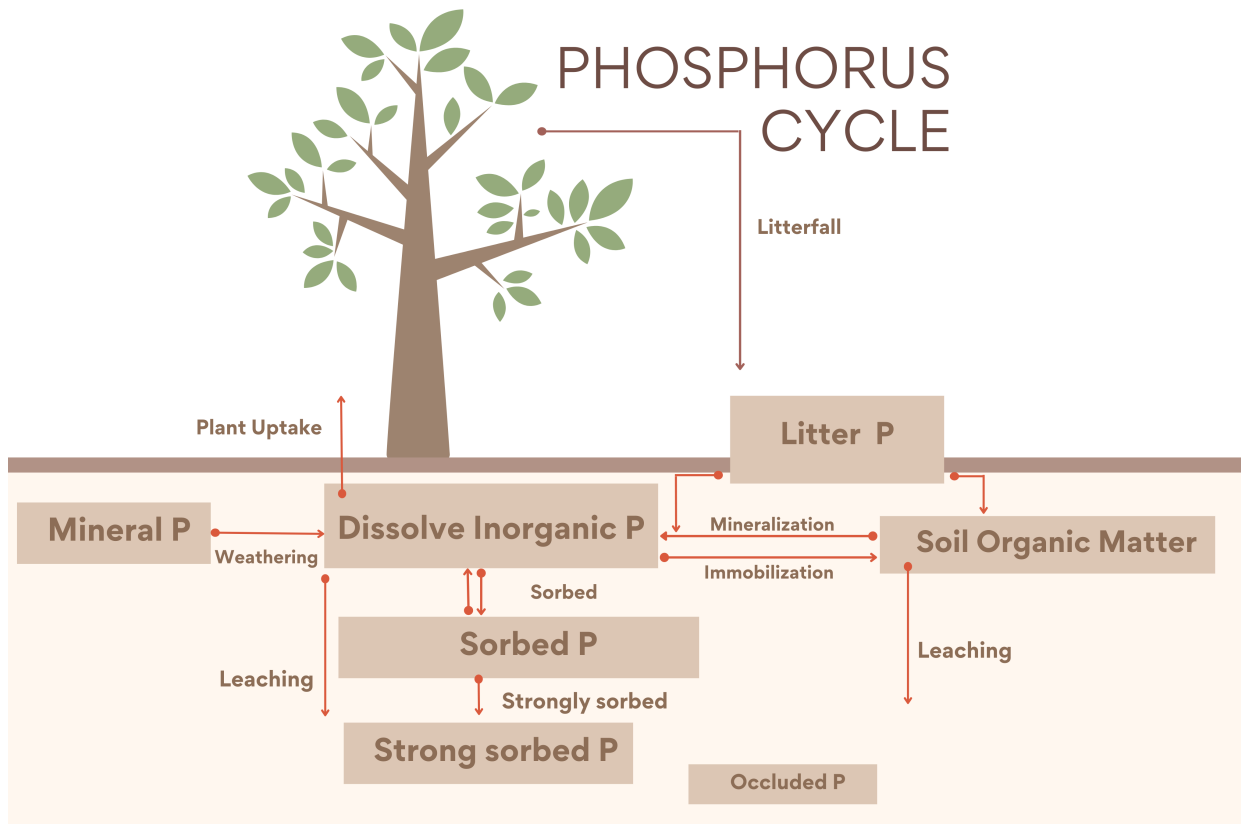 PHOSPHORUS
CYCLE
Litterfall
Plant Uptake
Litter P
Mineral P
Weathering
Dissolve Inorganic P
Mineralization
Immobilization
Soil Organic Matter
Sorbed
Sorbed P
Leaching
Leaching
Strongly sorbed
Strong sorbed P
Occluded P